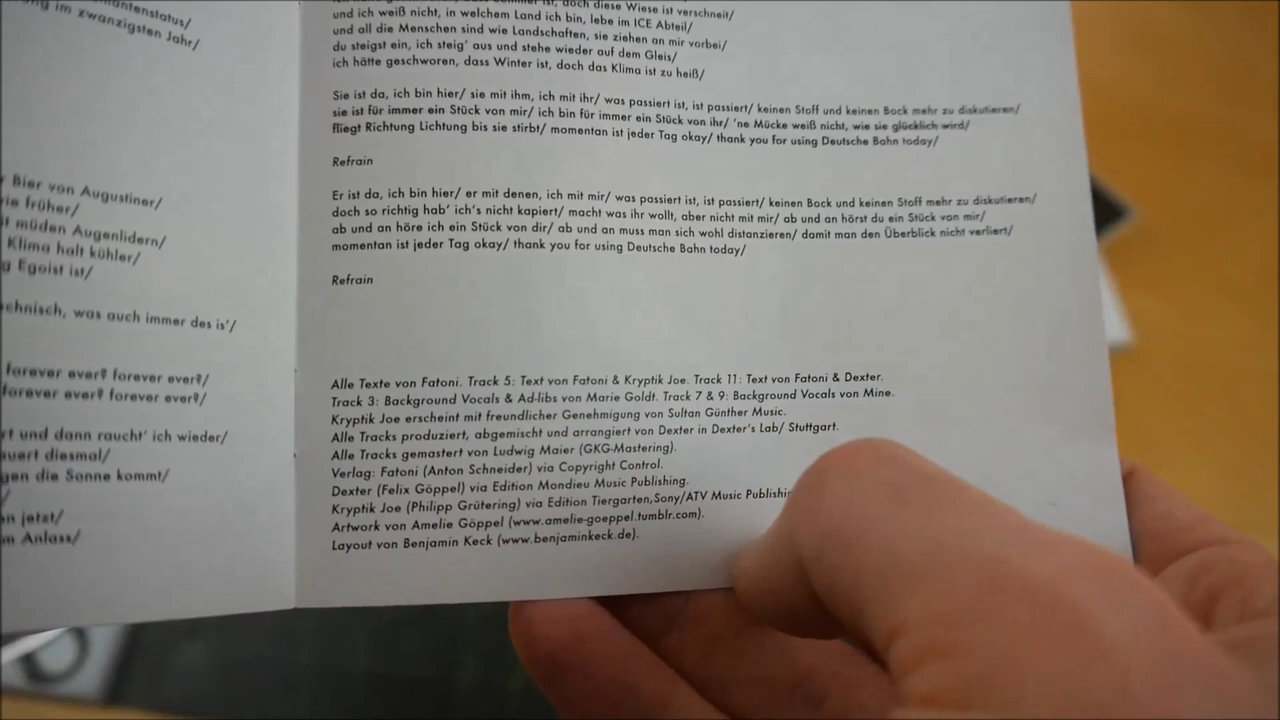 mantenstatus/
ng im zwanzigsten Jahr/
r Bier von Augustiner/
wie früher/
it müden Augenlidern/
Klima halt kühler/
g Egoist ist/
echnisch, was auch immer des is'/
forever ever? forever ever?/
forever ever? forever ever?/
rt und dann raucht' ich wieder/
auert diesmal/
gen die Sonne kommt/
/
an jetzt/
m Anlass/
ist, doch diese Wiese ist verschneit/
und ich weiß nicht, in welchem Land ich bin, lebe im ICE Abteil/
und all die Menschen sind wie Landschaften, sie ziehen an mir vorbei/
du steigst ein, ich steig' aus und stehe wieder auf dem Gleis/
ich hätte geschworen, dass Winter ist, doch das Klima ist zu heiß/
Sie ist da, ich bin hier/ sie mit ihm, ich mit ihr/ was passiert ist, ist passiert/ keinen Stoff und keinen Bock mehr zu diskutieren/
sie ist für immer ein Stück von mir/ ich bin für immer ein Stück von ihr/ 'ne Mücke weiß nicht, wie sie glücklich wird/
fliegt Richtung Lichtung bis sie stirbt/ momentan ist jeder Tag okay/ thank you for using Deutsche Bahn today/
Refrain
Er ist da, ich bin hier/ er mit denen, ich mit mir/ was passiert ist, ist passiert/ keinen Bock und keinen Stoff mehr zu diskutieren/
doch so richtig hab' ich's nicht kapiert/ macht was ihr wollt, aber nicht mit mir/ ab und an hörst du ein Stück von mir/
ab und an höre ich ein Stück von dir/ ab und an muss man sich wohl distanzieren/ damit man den Überblick nicht verliert/
momentan ist jeder Tag okay/ thank you for using Deutsche Bahn today/
Refrain
Alle Texte von Fatoni. Track 5: Text von Fatoni & Kryptik Joe. Track 11: Text von Fatoni & Dexter.
Track 3: Background Vocals & Ad-libs von Marie Goldt. Track 7 & 9: Background Vocals von Mine.
Kryptik Joe erscheint mit freundlicher Genehmigung von Sultan Günther Music.
Alle Tracks produziert, abgemischt und arrangiert von Dexter in Dexter's Lab/ Stuttgart.
Alle Tracks gemastert von Ludwig Maier (GKG-Mastering).
Verlag: Fatoni (Anton Schneider) via Copyright Control.
Dexter (Felix Göppel) via Edition Mondieu Music Publishing.
Kryptik Joe (Philipp Grütering) via Edition Tiergarten,Sony/ATV Music Publishin
Artwork von Amelie Göppel (www.amelie-goeppel.tumblr.com).
Layout von Benjamin Keck (www.benjaminkeck.de).